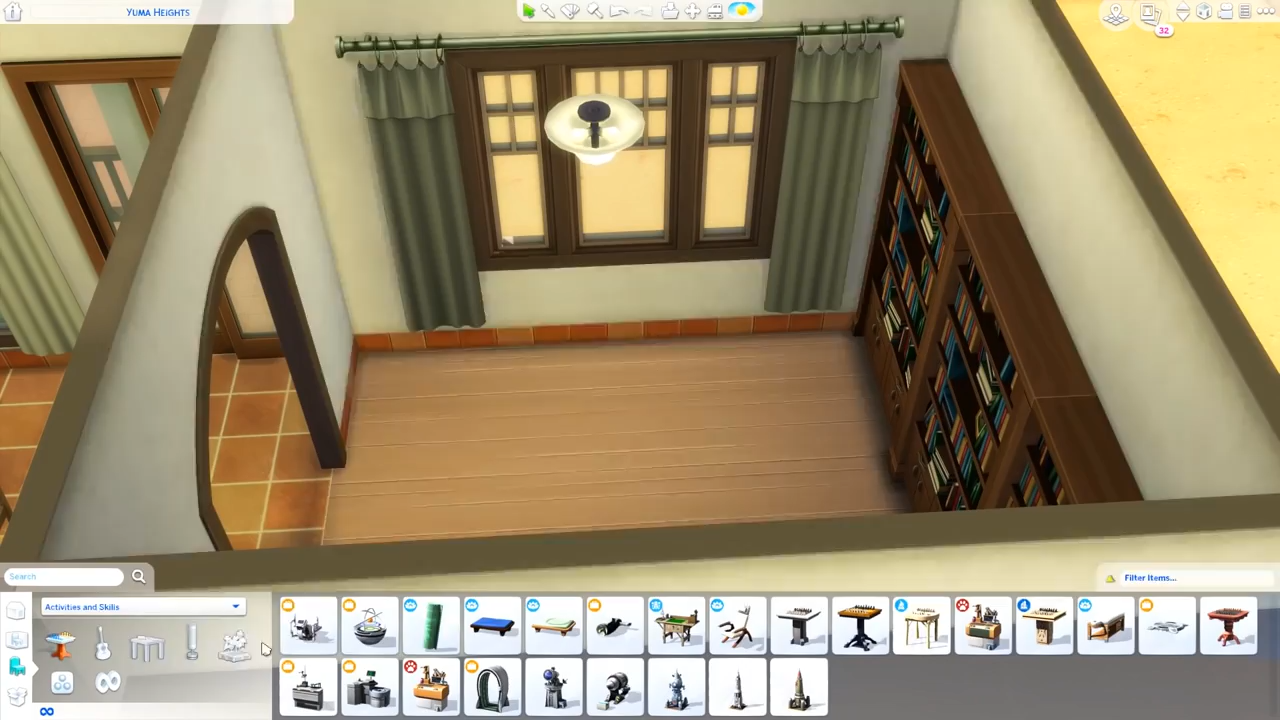 Yuma Heights
32
Search
Filter Items...
Activities and Skills